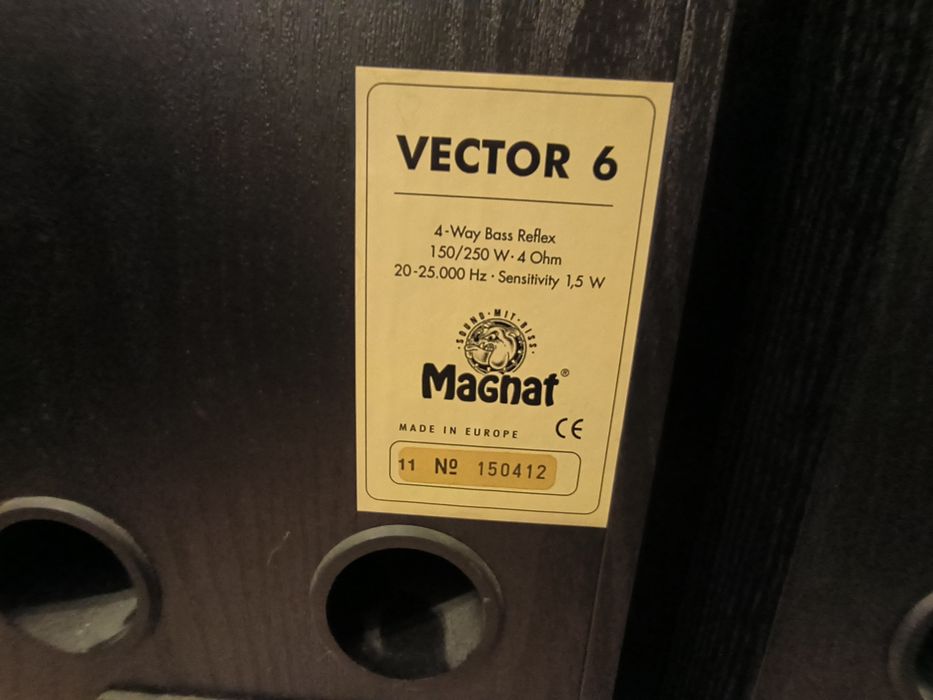 VECTOR 6
4-Way Bass Reflex
150/250 W · 4 Ohm
20-25.000 Hz · Sensitivity 1,5 W
· SOUND · MIT · BISS ·
Magnat®
MADE IN EUROPE CE
11 Nº 150412